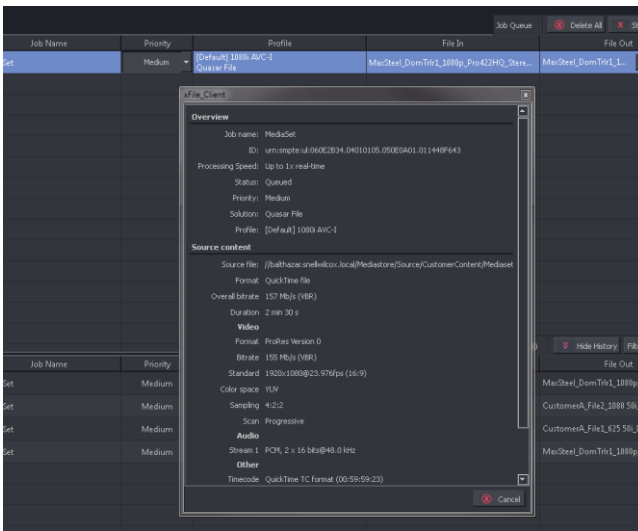 Job Queue Delete All
Job Name Priority Profile File In File Out
Set Medium [Default] 1080i AVC-I MaxSteel_DomTrlr1_1080p_Pro422HQ_Stere... MaxSteel_DomTrlr1_1...
Quasar File
xFile_Client
Overview
Job name: MediaSet
ID: urn:smpte:ul:060E2B34.04010105.050E0A01.011448F643
Processing Speed: Up to 1x real-time
Status: Queued
Priority: Medium
Solution: Quasar File
Profile: [Default] 1080i AVC-I
Source content
Source file: //balthazar.snellwilcox.local/Mediastore/Source/CustomerContent/Mediaset
Format QuickTime file
Overall bitrate 157 Mb/s (VBR)
Duration 2 min 30 s
Video
Format ProRes Version 0
Bitrate 155 Mb/s (VBR)
Standard 1920x1080@23.976fps (16:9)
Color space YUV
Sampling 4:2:2
Scan Progressive
Audio
Stream 1 PCM, 2 x 16 bits@48.0 kHz
Other
Timecode QuickTime TC format (00:59:59:23)
Cancel
Hide History
Job Name Priority File Out
Set Medium MaxSteel_DomTrlr1_1080p
Set Medium CustomerA_File2_1080 50i
Set Medium CustomerA_File1_625 50i
Set Medium MaxSteel_DomTrlr1_1080p